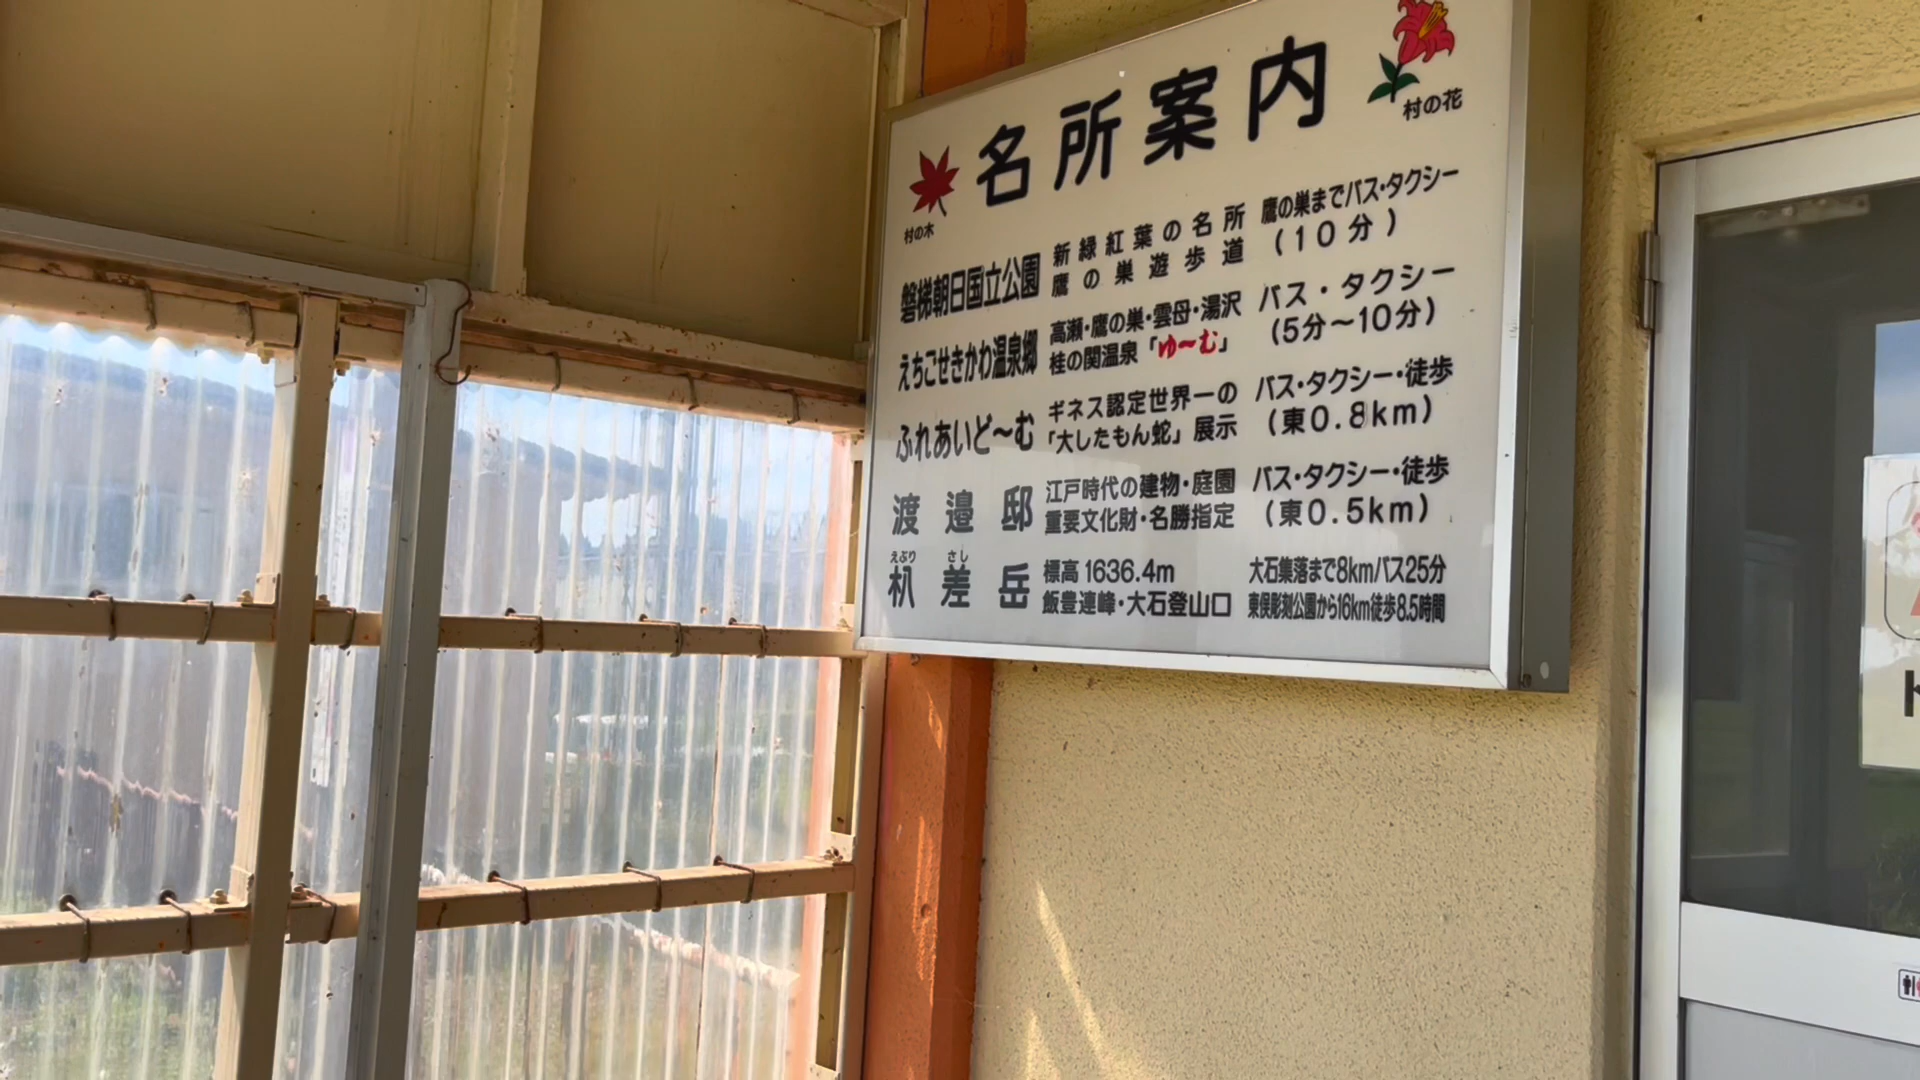 名所案内
村の木
村の花
磐梯朝日国立公園
新緑紅葉の名所
鷹の巣遊歩道
鷹の巣までバス・タクシー
(10分)
えちごせきかわ温泉郷
高瀬・鷹の巣・雲母・湯沢
桂の関温泉「ゆ〜む」
バス・タクシー
(5分〜10分)
ふれあいど〜む
ギネス認定世界一の
「大したもん蛇」展示
バス・タクシー・徒歩
(東0.8km)
渡邉邸
江戸時代の建物・庭園
重要文化財・名勝指定
バス・タクシー・徒歩
(東0.5km)
えぶり さし
杁差岳
標高1636.4m
飯豊連峰・大石登山口
大石集落まで8kmバス25分
東俣彫刻公園から16km徒歩8.5時間